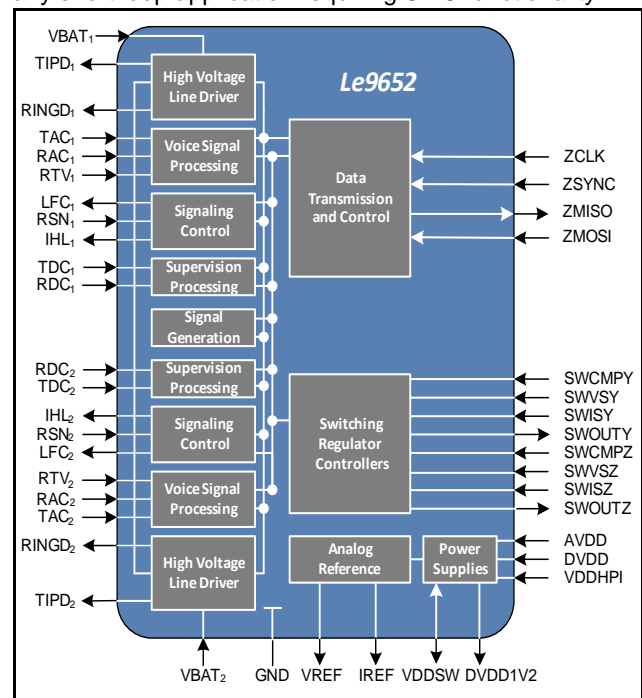 VBAT1
TIPD1
RINGD1
TAC1
RAC1
RTV1
LFC1
RSN1
IHL1
TDC1
RDC1
RDC2
TDC2
IHL2
RSN2
LFC2
RTV2
RAC2
TAC2
RINGD2
TIPD2
High Voltage
Line Driver
Voice Signal
Processing
Signaling
Control
Supervision
Processing
Signal
Generation
Supervision
Processing
Signaling
Control
Voice Signal
Processing
High Voltage
Line Driver
Le9652
Data
Transmission
and Control
Switching
Regulator
Controllers
Analog
Reference
Power
Supplies
ZCLK
ZSYNC
ZMISO
ZMOSI
SWCMPY
SWVSY
SWISY
SWOUTY
SWCMPZ
SWVSZ
SWISZ
SWOUTZ
AVDD
DVDD
VDDHPI
VBAT2
GND
VREF
IREF
VDDSW
DVDD1V2